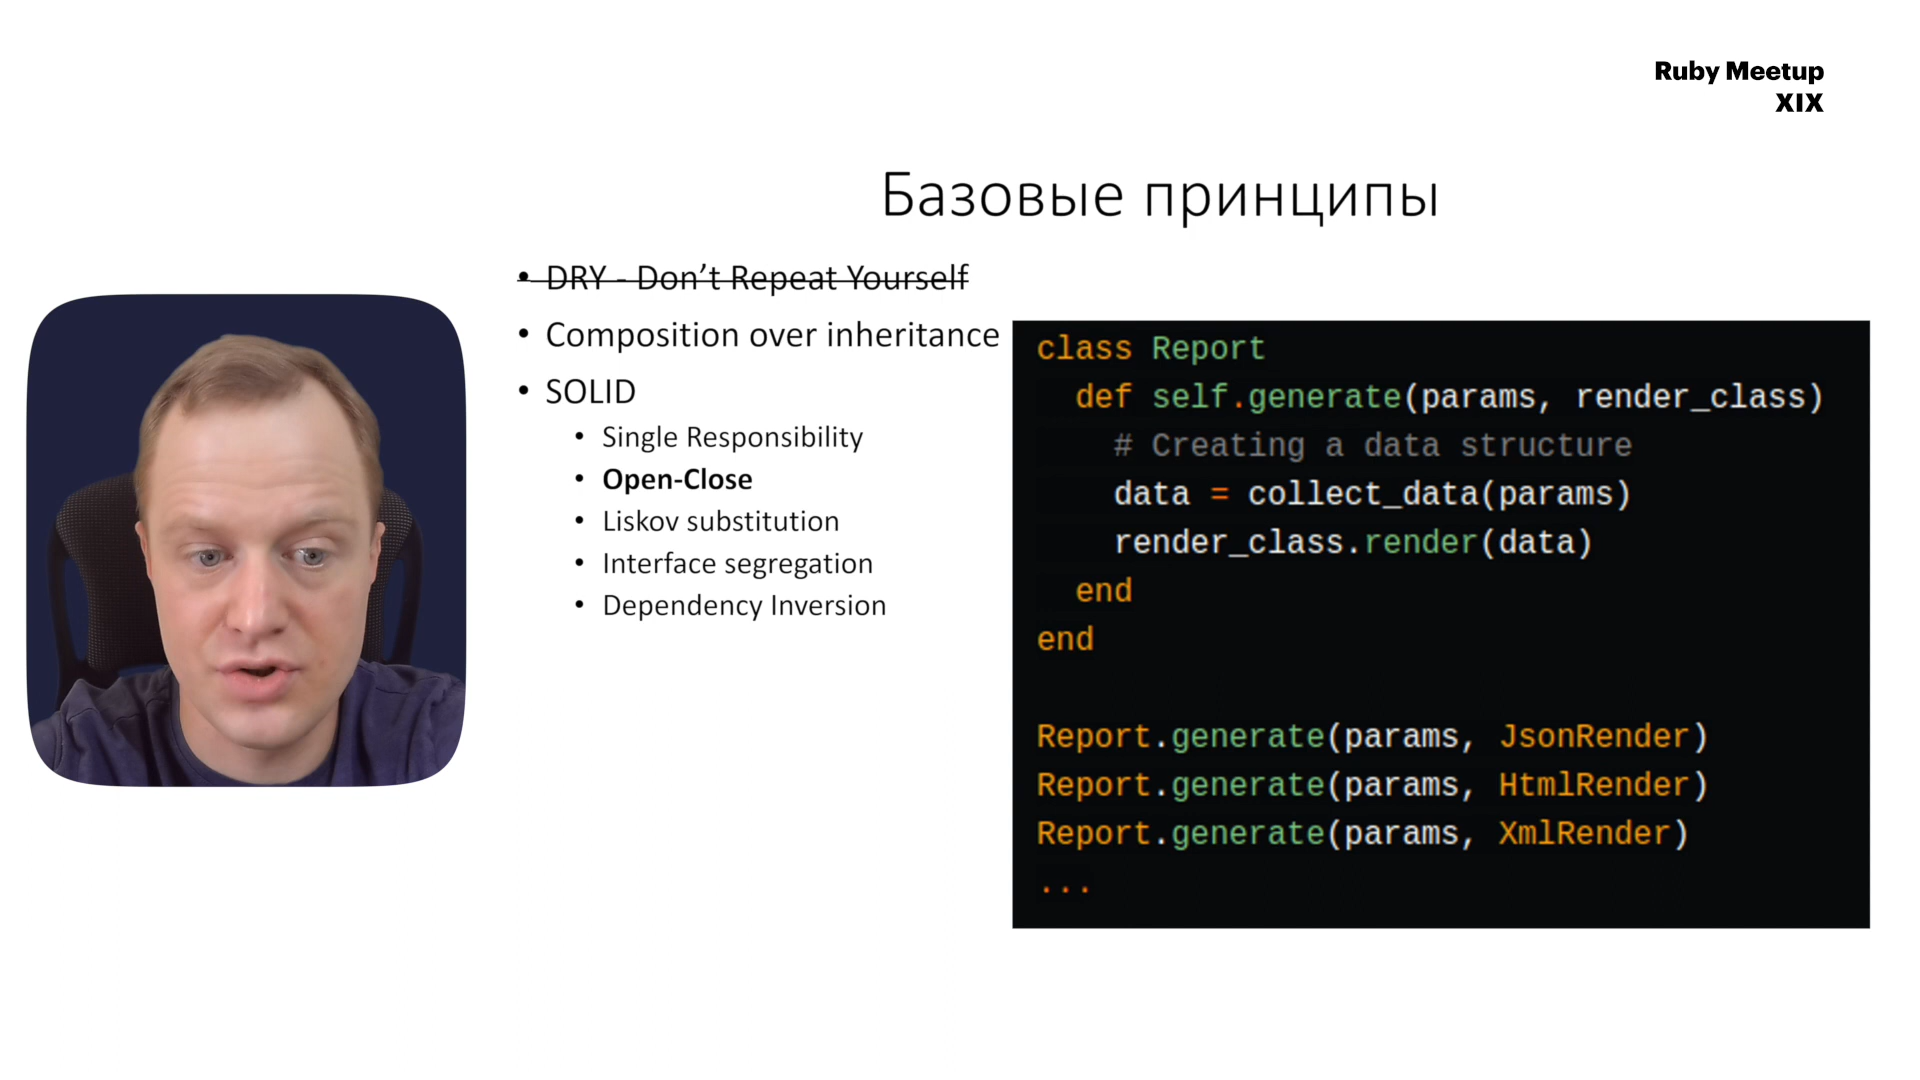 Ruby Meetup
XIX
Базовые принципы
• DRY - Don’t Repeat Yourself
• Composition over inheritance
• SOLID
• Single Responsibility
• Open-Close
• Liskov substitution
• Interface segregation
• Dependency Inversion
class Report
  def self.generate(params, render_class)
    # Creating a data structure
    data = collect_data(params)
    render_class.render(data)
  end
end
Report.generate(params, JsonRender)
Report.generate(params, HtmlRender)
Report.generate(params, XmlRender)
...